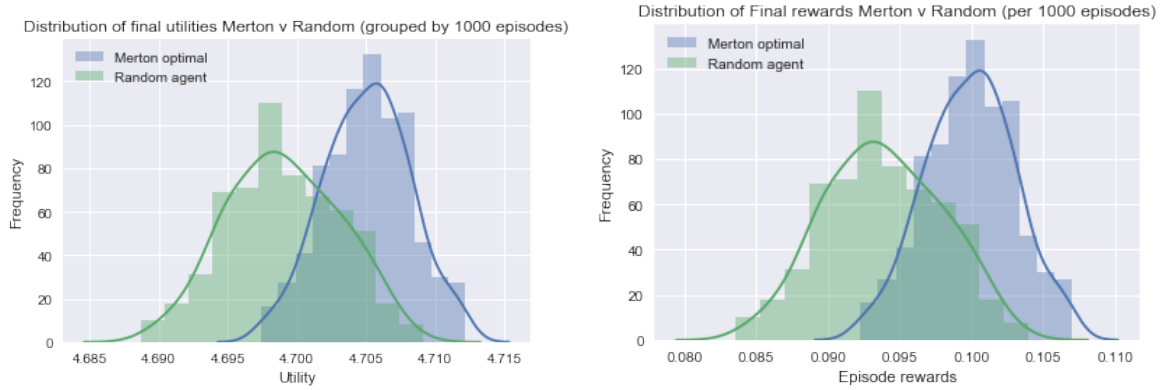 Distribution of final utilities Merton v Random (grouped by 1000 episodes)
Merton optimal
Random agent
120
100
80
60
40
20
0
Frequency
4.685 4.690 4.695 4.700 4.705 4.710 4.715
Utility
Distribution of Final rewards Merton v Random (per 1000 episodes)
Merton optimal
Random agent
120
100
80
60
40
20
0
Frequency
0.080 0.085 0.090 0.095 0.100 0.105 0.110
Episode rewards